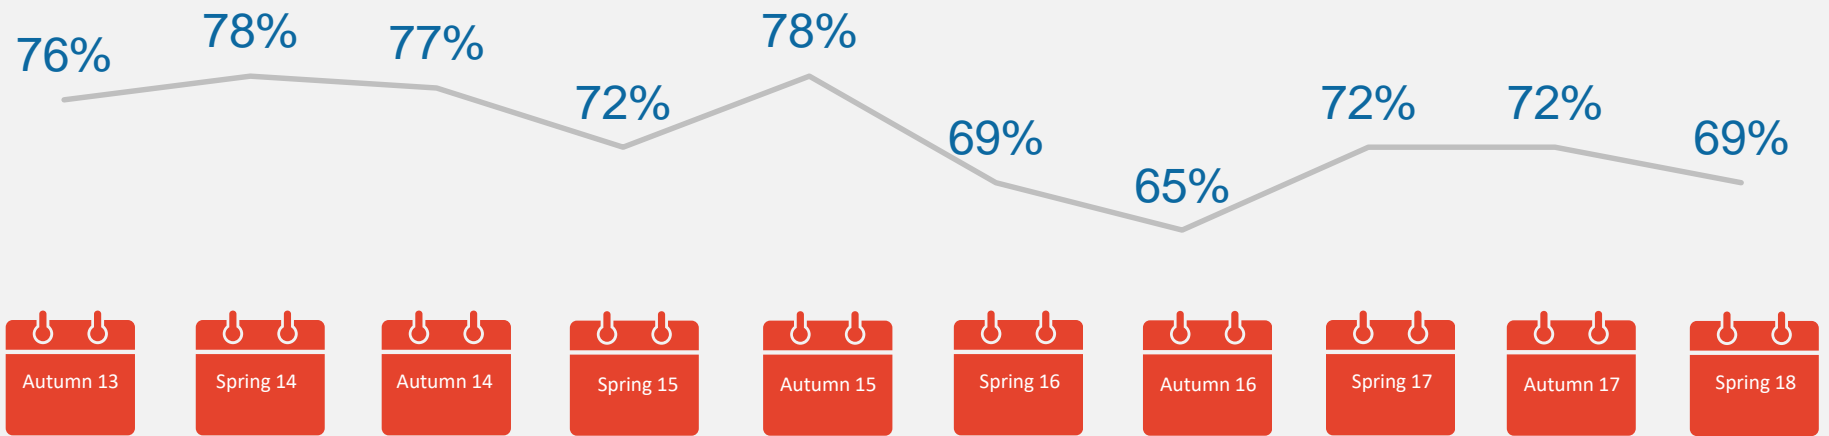 76%
78%
77%
72%
78%
69%
65%
72%
72%
69%
Autumn 13
Spring 14
Autumn 14
Spring 15
Autumn 15
Spring 16
Autumn 16
Spring 17
Autumn 17
Spring 18